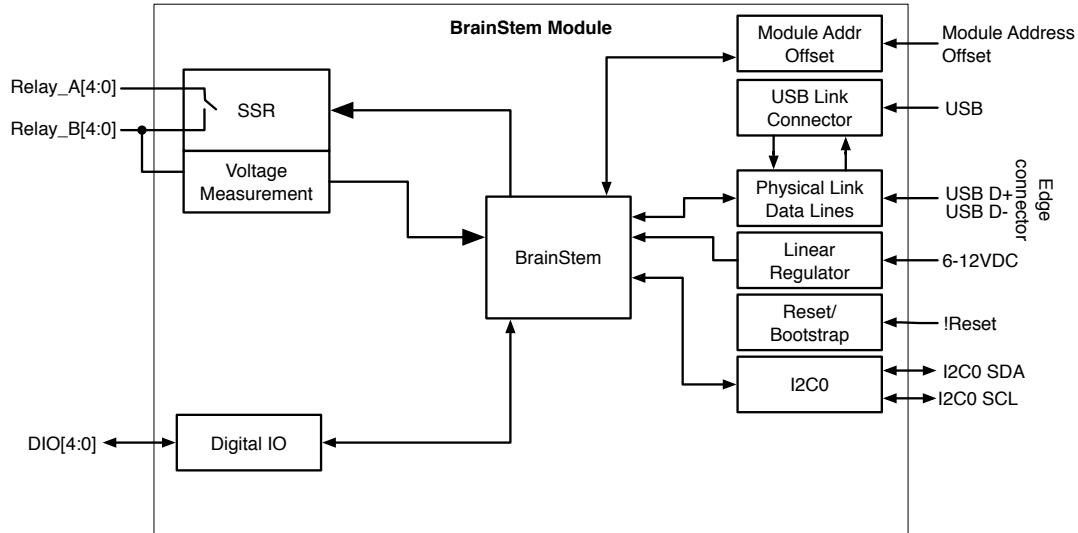 BrainStem Module
Module Addr
Offset
Module Address
Offset
Relay_A[4:0]
SSR
Relay_B[4:0]
USB Link
Connector
USB
Voltage
Measurement
Physical Link
Data Lines
USB D+
USB D-
Edge
connector
BrainStem
Linear
Regulator
6-12VDC
Reset/
Bootstrap
!Reset
I2C0
I2C0 SDA
I2C0 SCL
DIO[4:0]
Digital IO